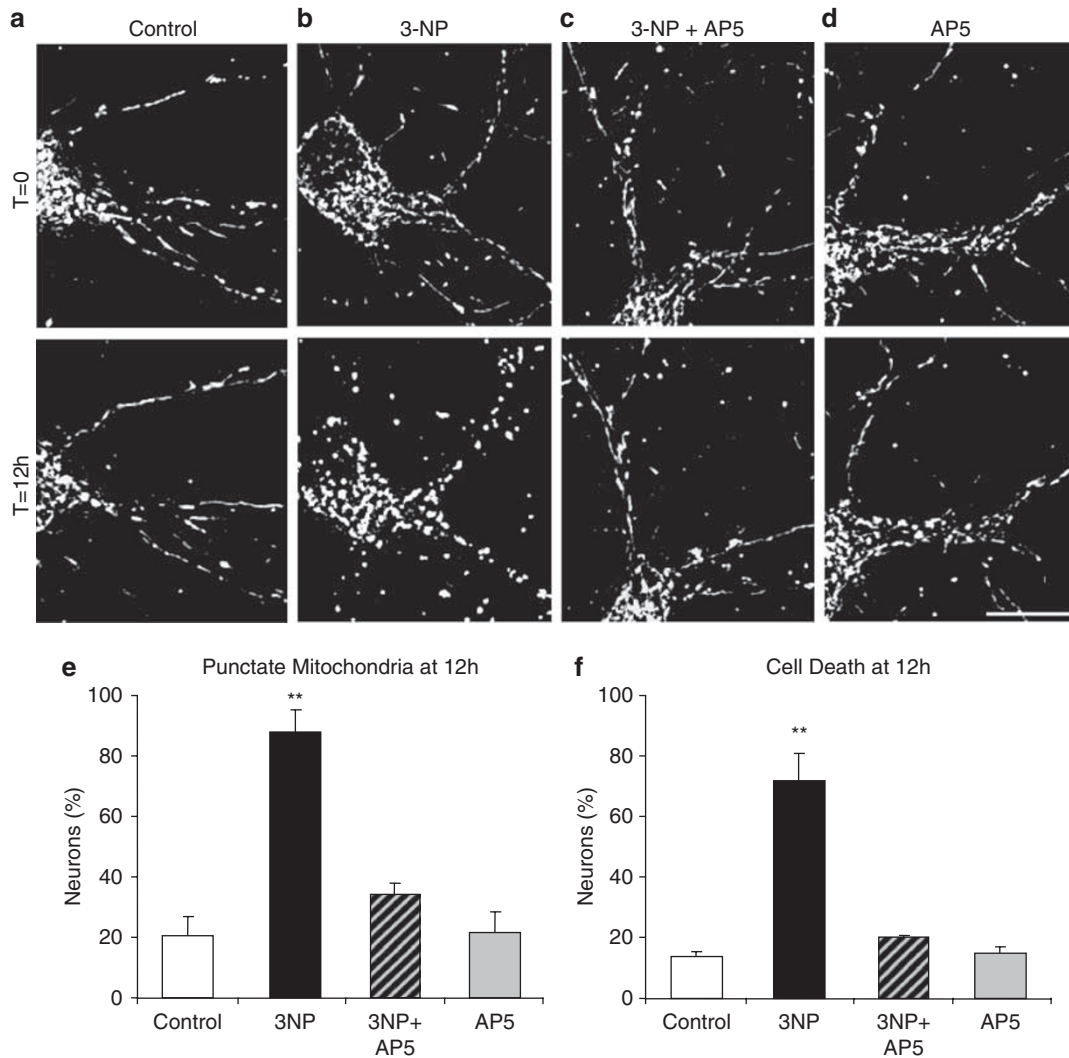 a Control b 3-NP c 3-NP + AP5 d AP5
T=0
T=12h
e Punctate Mitochondria at 12h
Neurons (%)
100
80
60
40
20
0
**
Control 3NP 3NP+ AP5
AP5
f Cell Death at 12h
Neurons (%)
100
80
60
40
20
0
**
Control 3NP 3NP+ AP5
AP5